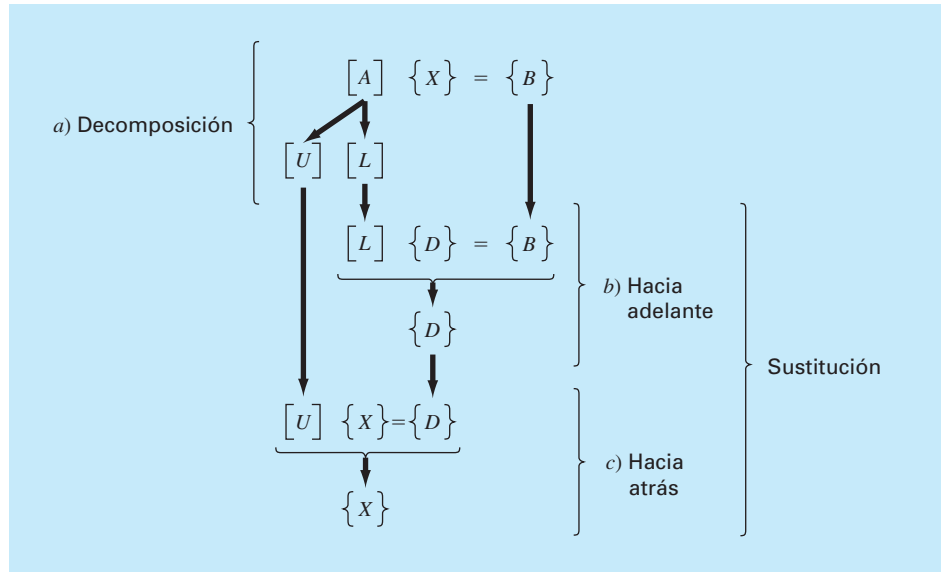 [A] {X} = {B}
a) Decomposición
[U] [L]
[L] {D} = {B}
b) Hacia
adelante
{D}
Sustitución
[U] {X}={D}
c) Hacia
atrás
{X}